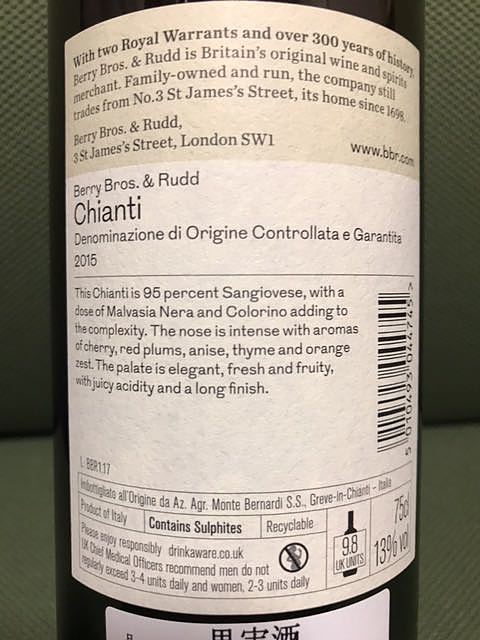 With two Royal Warrants and over 300 years of history,
Berry Bros. & Rudd is Britain's original wine and spirits
merchant. Family-owned and run, the company still
trades from No.3 St James's Street, its home since 1698.
Berry Bros. & Rudd,
3 St James's Street, London SW1
www.bbr.com
Berry Bros. & Rudd
Chianti
Denominazione di Origine Controllata e Garantita
2015
This Chianti is 95 percent Sangiovese, with a
dose of Malvasia Nera and Colorino adding to
the complexity. The nose is intense with aromas
of cherry, red plums, anise, thyme and orange
zest. The palate is elegant, fresh and fruity,
with juicy acidity and a long finish.
5 010493 044745 >
L: BBR1.17
Imbottigliato all'Origine da Az. Agr. Monte Bernardi S.S., Greve-in-Chianti - Italia
Product of Italy
Contains Sulphites
Recyclable
Please enjoy responsibly drinkaware.co.uk
UK Chief Medical Officers recommend men do not
regularly exceed 3-4 units daily and women, 2-3 units daily
9.8
UK UNITS
75cl
13% vol
果実酒